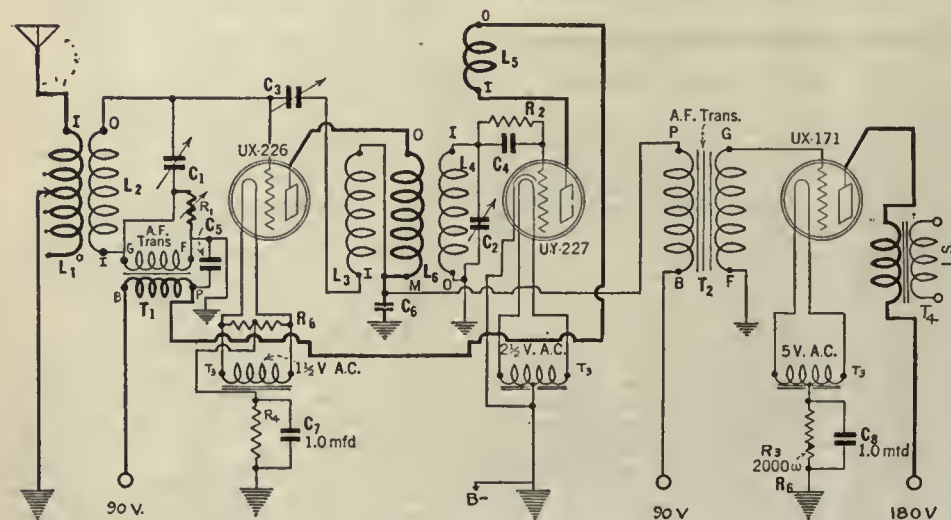 O
L5
I
C3
R2
A.F. Trans.
P
G
UX-171
UX-226
I
O
O
I
L4
C4
C1
L2
R1
C5
A.F.
Trans
G
F
C2
UY-227
L1
O
I
L3
I
L6
M
O
B
P
T1
C6
B
T2
F
S
T4
R6
T3
1½ V A.C.
2½ V. A.C.
T3
5 V. A.C.
T3
R4
C7
1.0 mfd
R3
2000 ω
C8
1.0 mfd
B-
R6
90 V.
90 V
180 V